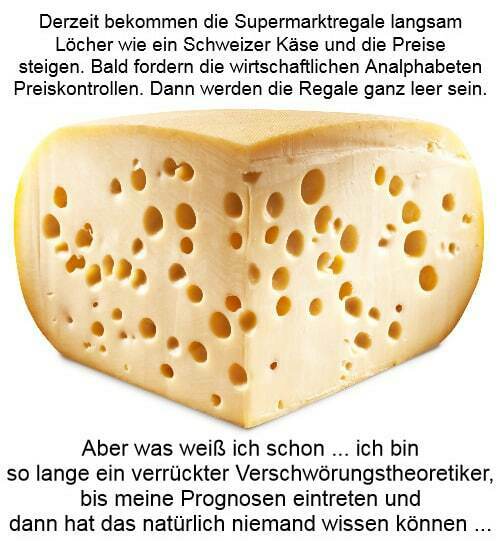 Derzeit bekommen die Supermarktregale langsam
Löcher wie ein Schweizer Käse und die Preise
steigen. Bald fordern die wirtschaftlichen Analphabeten
Preiskontrollen. Dann werden die Regale ganz leer sein.
Aber was weiß ich schon ... ich bin
so lange ein verrückter Verschwörungstheoretiker,
bis meine Prognosen eintreten und
dann hat das natürlich niemand wissen können ...